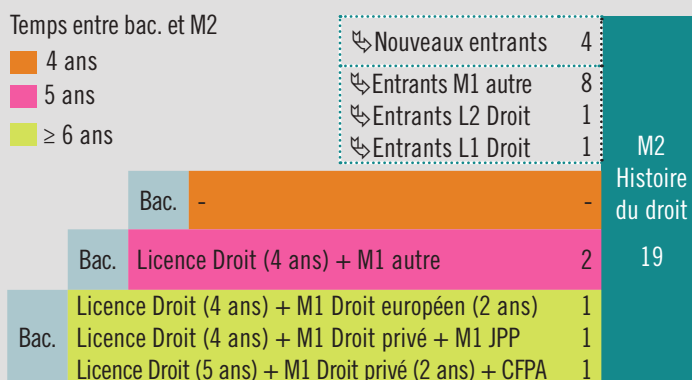 Temps entre bac. et M2
4 ans
5 ans
≥ 6 ans
Nouveaux entrants 4
Entrants M1 autre 8
Entrants L2 Droit 1
Entrants L1 Droit 1
M2
Histoire
du droit
19
Bac. - -
Bac. Licence Droit (4 ans) + M1 autre 2
Bac.
Licence Droit (4 ans) + M1 Droit européen (2 ans) 1
Licence Droit (4 ans) + M1 Droit privé + M1 JPP 1
Licence Droit (5 ans) + M1 Droit privé (2 ans) + CFPA 1